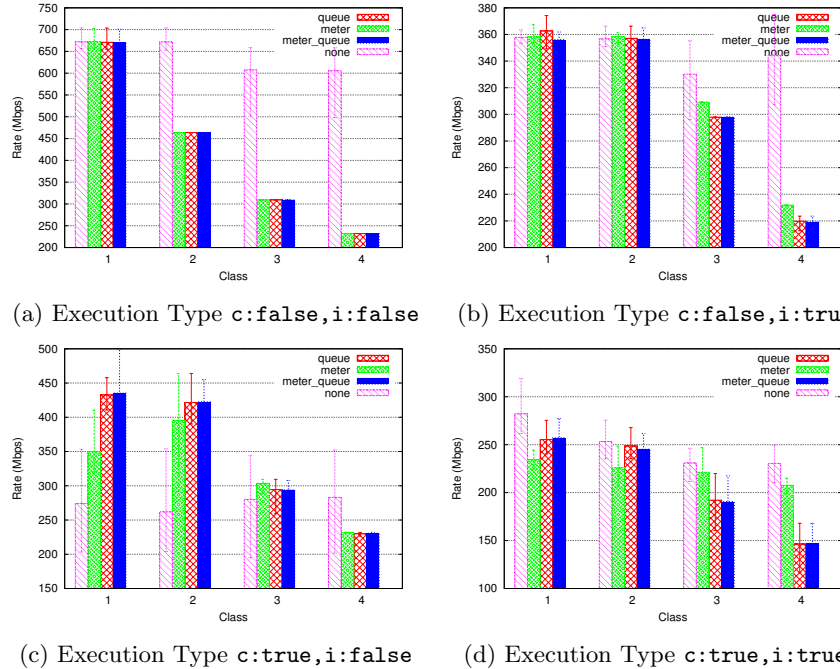 750
700
650
600
550
500
450
400
350
300
250
200
Rate (Mbps)
queue
meter
meter_queue
none
1 2 3 4
Class
(a) Execution Type c:false,i:false
380
360
340
320
300
280
260
240
220
200
Rate (Mbps)
queue
meter
meter_queue
none
1 2 3 4
Class
(b) Execution Type c:false,i:tru
500
450
400
350
300
250
200
150
Rate (Mbps)
queue
meter
meter_queue
none
1 2 3 4
Class
(c) Execution Type c:true,i:false
350
300
250
200
150
100
Rate (Mbps)
queue
meter
meter_queue
none
1 2 3 4
Class
(d) Execution Type c:true,i:true